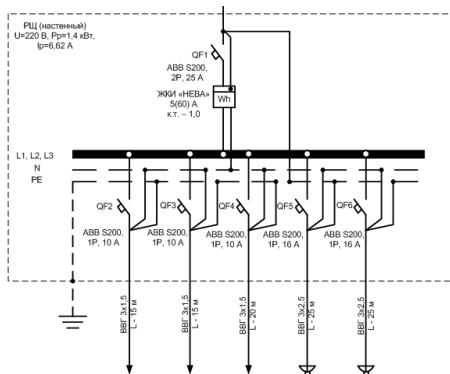 РЩ (настенный)
U=220 В, Рр=1,4 кВт,
Iр=6,62 А
QF1
ABB S200,
2P, 25 A
ЖКИ «НЕВА»
5(60) А
к.т. – 1,0
Wh
L1, L2, L3
N
PE
QF2
QF3
QF4
QF5
QF6
ABB S200,
1P, 10 A
ABB S200,
1P, 10 A
ABB S200,
1P, 10 A
ABB S200,
1P, 16 A
ABB S200,
1P, 16 A
ВВГ 3х1,5
L - 15 м
ВВГ 3х1,5
L - 15 м
ВВГ 3х1,5
L - 20 м
ВВГ 3х2,5
L - 25 м
ВВГ 3х2,5
L - 25 м